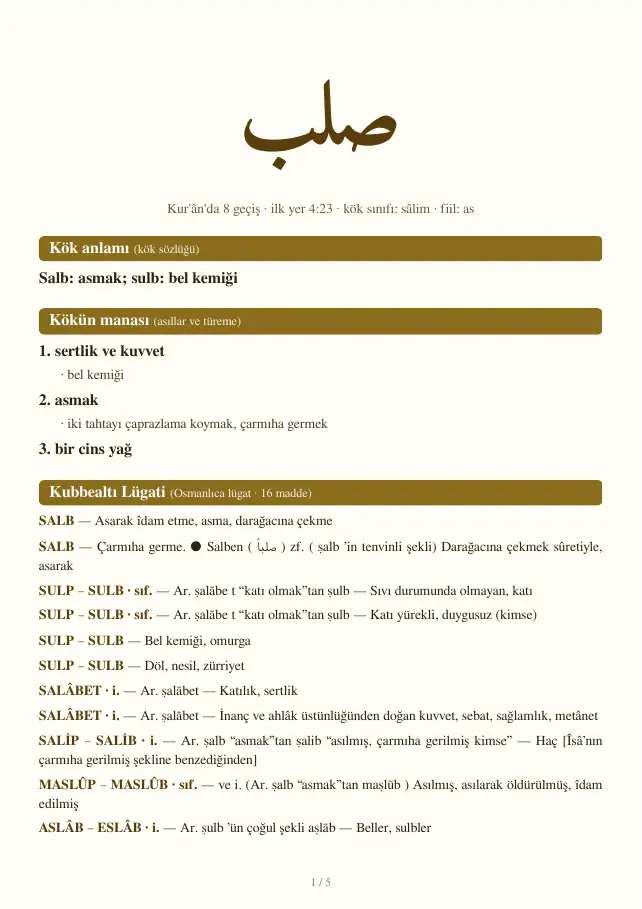 صلب
Kur'ân'da 8 geçiş · ilk yer 4:23 · kök sınıfı: sâlim · fiil: as
Kök anlamı (kök sözlüğü)
Salb: asmak; sulb: bel kemiği
Kökün manası (asıllar ve türeme)
1. sertlik ve kuvvet
· bel kemiği
2. asmak
· iki tahtayı çaprazlama koymak, çarmıha germek
3. bir cins yağ
Kubbealtı Lügati (Osmanlıca lügat · 16 madde)
SALB — Asarak îdam etme, asma, darağacına çekme
SALB — Çarmıha germe. ● Salben ( صلباً ) zf. ( ṣalb 'in tenvinli şekli) Darağacına çekmek sûretiyle,
asarak
SULP – SULB · sıf. — Ar. ṣalābe t “katı olmak”tan ṣulb — Sıvı durumunda olmayan, katı
SULP – SULB · sıf. — Ar. ṣalābe t “katı olmak”tan ṣulb — Katı yürekli, duygusuz (kimse)
SULP – SULB — Bel kemiği, omurga
SULP – SULB — Döl, nesil, zürriyet
SALÂBET · i. — Ar. ṣalābet — Katılık, sertlik
SALÂBET · i. — Ar. ṣalābet — İnanç ve ahlâk üstünlüğünden doğan kuvvet, sebat, sağlamlık, metânet
SALİP – SALİB · i. — Ar. ṣalb “asmak”tan ṣalіb “asılmış, çarmıha gerilmiş kimse” — Haç [Îsâ’nın
çarmıha gerilmiş şekline benzediğinden]
MASLÛP – MASLÛB · sıf. — ve i. (Ar. ṣalb “asmak”tan maṣlūb ) Asılmış, asılarak öldürülmüş, îdam
edilmiş
ASLÂB – ESLÂB · i. — Ar. ṣulb ’ün çoğul şekli aṣlāb — Beller, sulbler
1 / 5